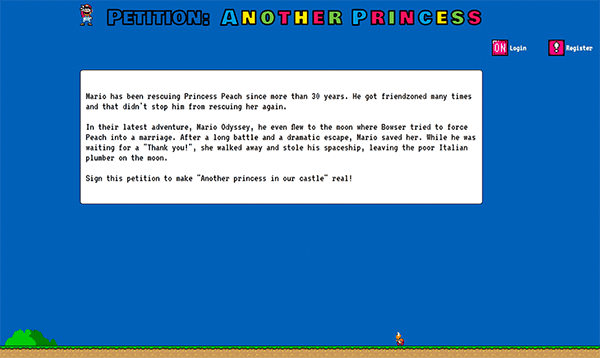 PETITION: ANOTHER PRINCESS
ON Login ! Register
Mario has been rescuing Princess Peach since more than 30 years. He got friendzoned many times
and that didn't stop him from rescuing her again.
In their latest adventure, Mario Odyssey, he even flew to the moon where Bowser tried to force
Peach into a marriage. After a long battle and a dramatic escape, Mario saved her. While he was
waiting for a "Thank you!", she walked away and stole his spaceship, leaving the poor Italian
plumber on the moon.
Sign this petition to make "Another princess in our castle" real!